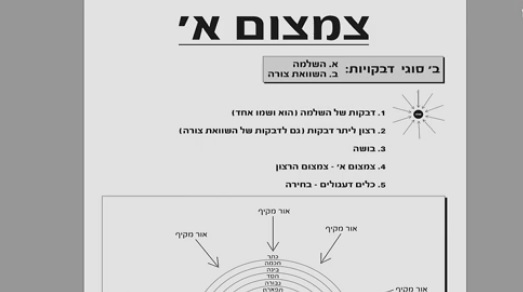 צמצום א׳
ב׳ סוגי דבקויות:
א. השלמה
ב. השוואת צורה
1. דבקות של השלמה (הוא ושמו אחד)
2. רצון ליתר דבקות (גם לדבקות של השוואת צורה)
3. בושה
4. צמצום א׳ - צמצום הרצון
5. כלים דעגולים - בחירה
אור מקיף
אור מקיף
אור מקיף
כתר
חכמה
בינה
חסד
גבורה
תפארת
אור מקיף